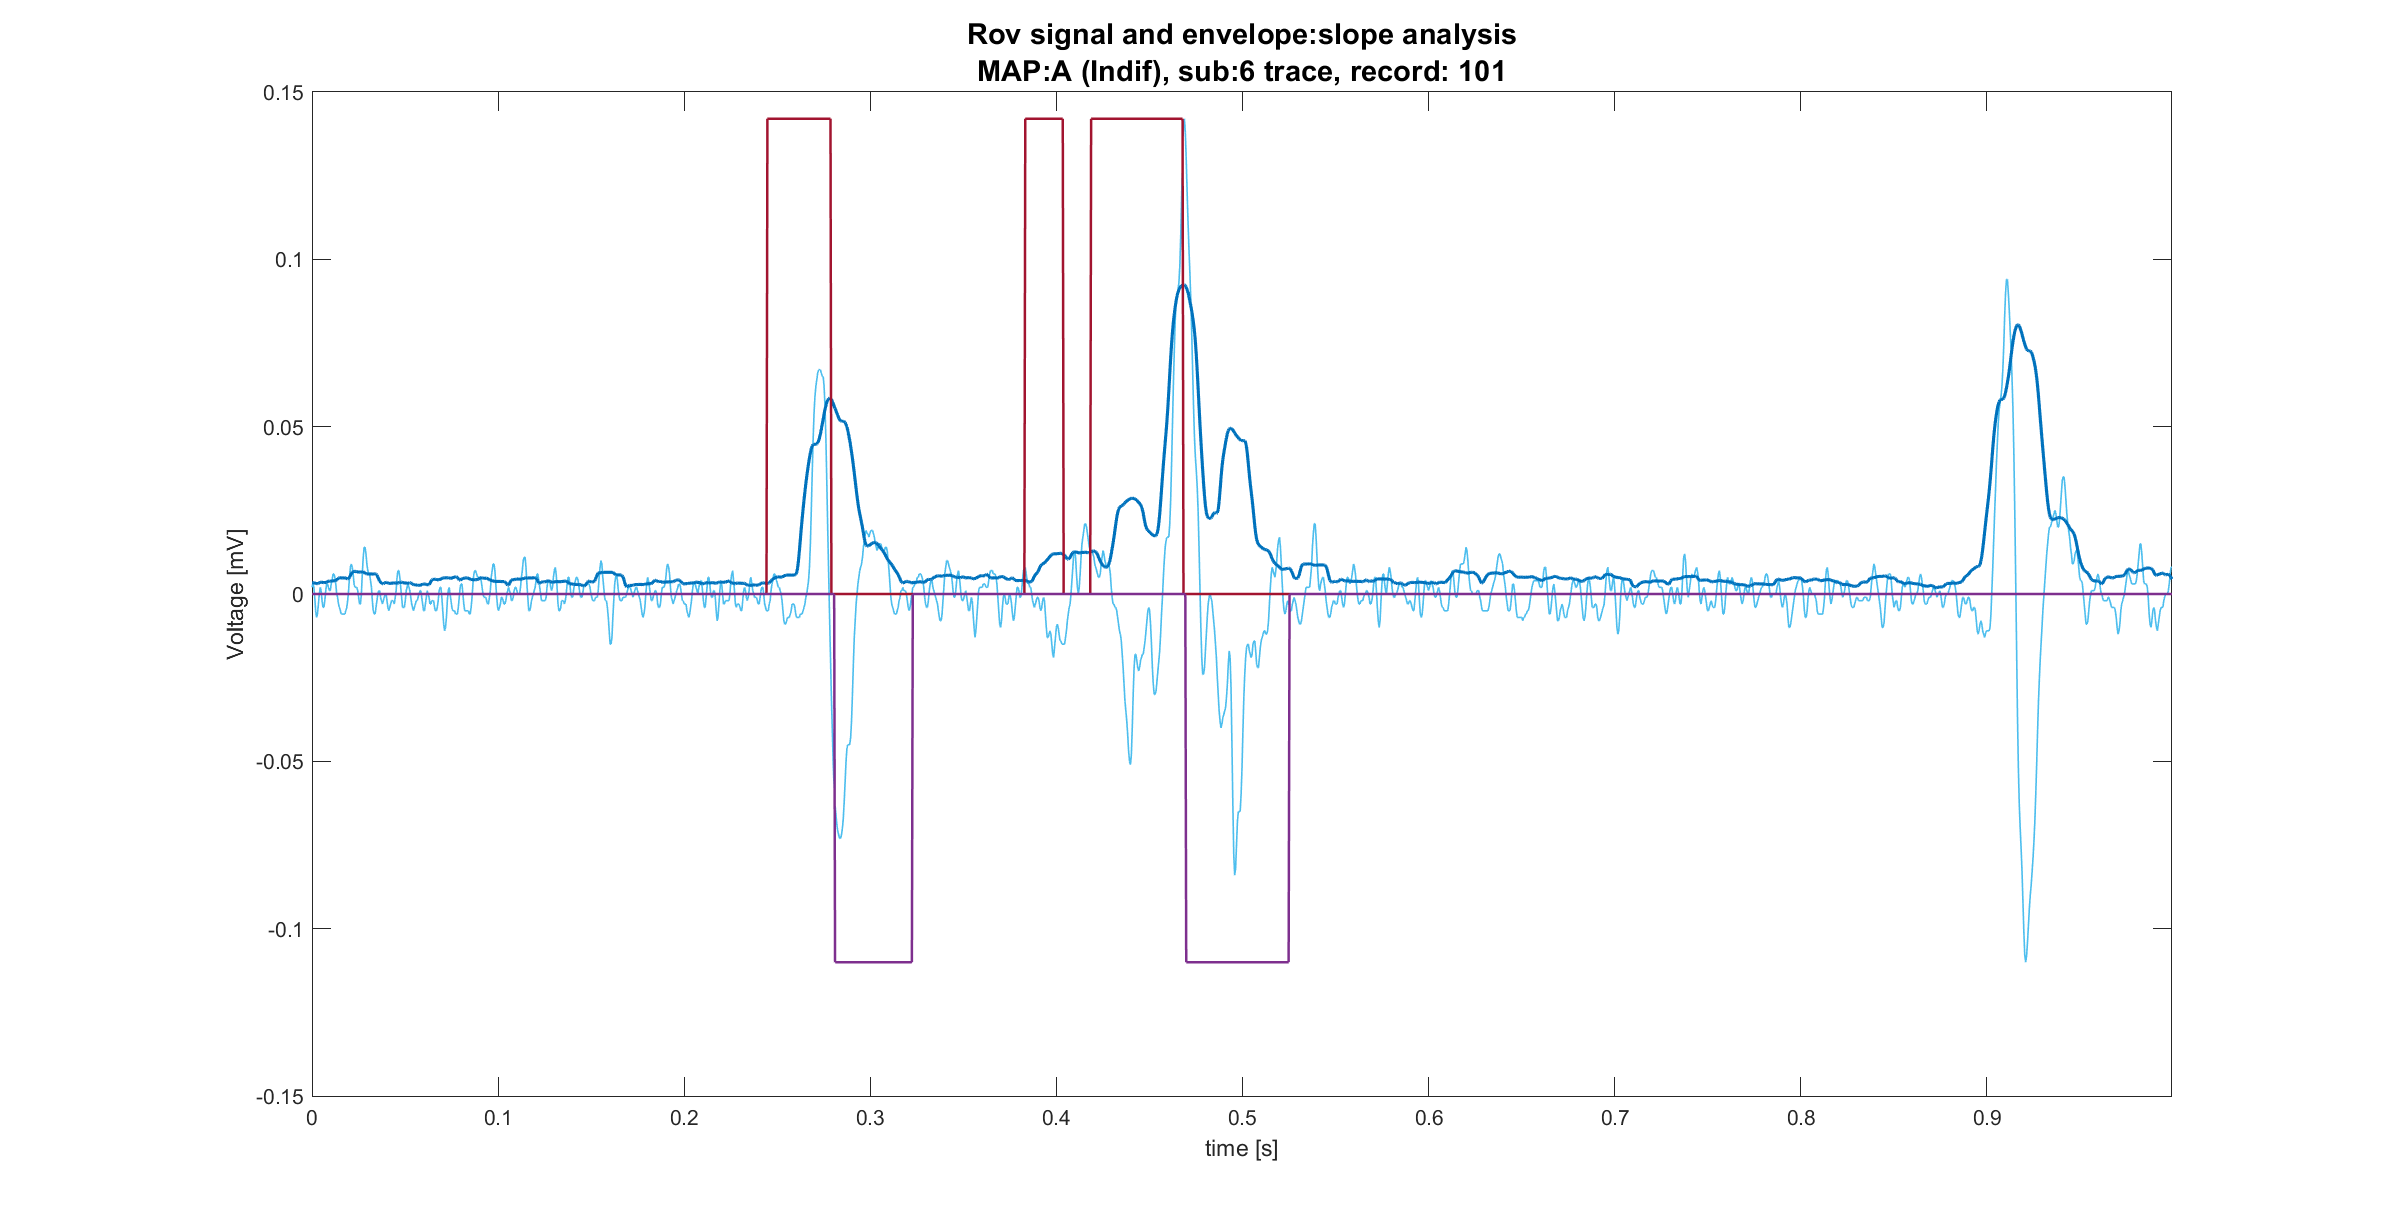 Rov signal and envelope:slope analysis
MAP:A (Indif), sub:6 trace, record: 101
0.15
0.1
0.05
0
-0.05
-0.1
-0.15
Voltage [mV]
0 0.1 0.2 0.3 0.4 0.5 0.6 0.7 0.8 0.9
time [s]